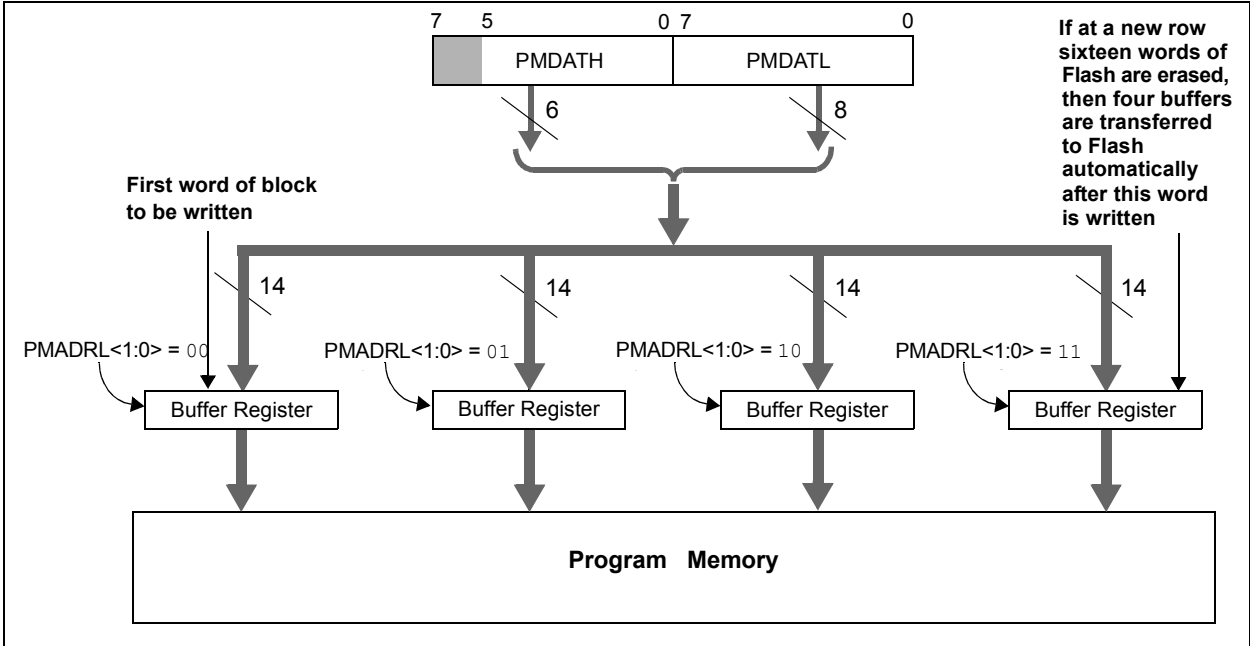 7 5 0 7 0
PMDATH PMDATL
6 8
If at a new row
sixteen words of
Flash are erased,
then four buffers
are transferred
to Flash
automatically
after this word
is written
First word of block
to be written
14 14 14 14
PMADRL<1:0> = 00 PMADRL<1:0> = 01 PMADRL<1:0> = 10 PMADRL<1:0> = 11
Buffer Register Buffer Register Buffer Register Buffer Register
Program Memory